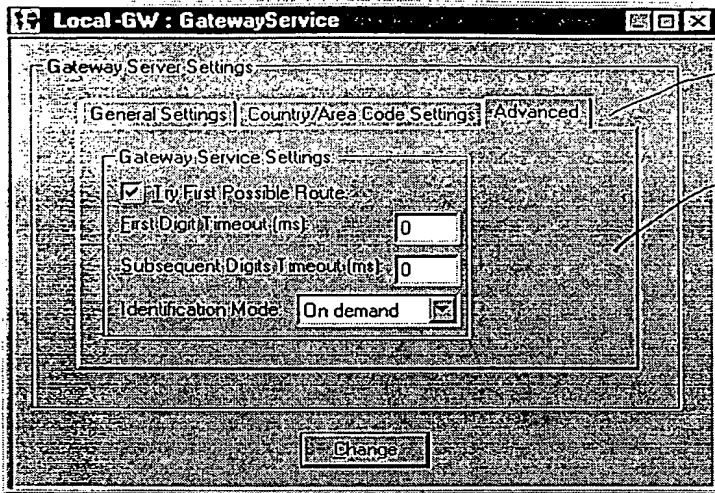 Local-GW : GatewayService
Gateway Server Settings
General Settings Country/Area Code Settings Advanced
Gateway Service Settings
Try First Possible Route
First Digit Timeout (ms): 0
Subsequent Digits Timeout (ms): 0
Identification Mode: On demand
Change